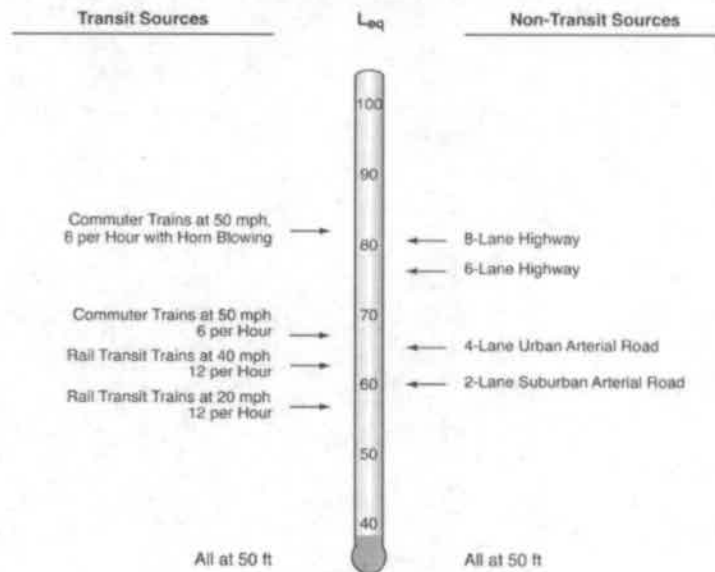 Transit Sources
Leq
Non-Transit Sources
100
90
Commuter Trains at 50 mph,
6 per Hour with Horn Blowing
80
8-Lane Highway
6-Lane Highway
70
Commuter Trains at 50 mph
6 per Hour
4-Lane Urban Arterial Road
Rail Transit Trains at 40 mph
12 per Hour
60
2-Lane Suburban Arterial Road
Rail Transit Trains at 20 mph
12 per Hour
50
40
All at 50 ft
All at 50 ft